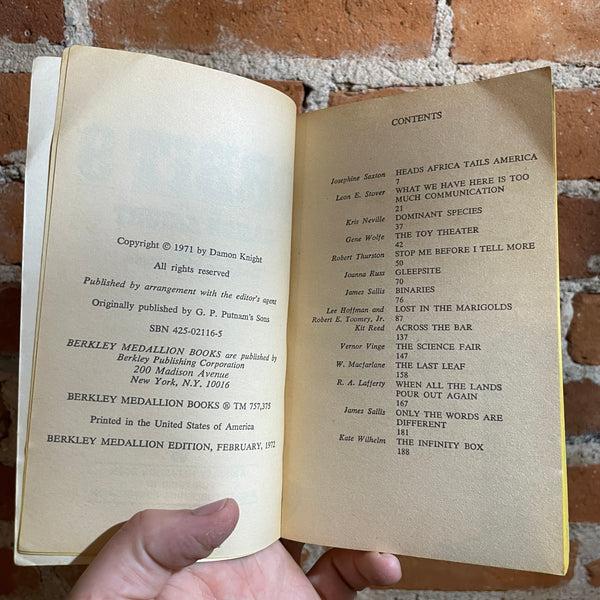 Copyright © 1971 by Damon Knight
All rights reserved
Published by arrangement with the editor's agent
Originally published by G. P. Putnam's Sons
SBN 425-02116-5
BERKLEY MEDALLION BOOKS are published by
Berkley Publishing Corporation
200 Madison Avenue
New York, N.Y. 10016
BERKLEY MEDALLION BOOKS ® TM 757,375
Printed in the United States of America
BERKLEY MEDALLION EDITION, FEBRUARY, 1972
CONTENTS
Josephine Saxton HEADS AFRICA TAILS AMERICA
7
Leon E. Stover WHAT WE HAVE HERE IS TOO
MUCH COMMUNICATION
21
Kris Neville DOMINANT SPECIES
37
Gene Wolfe THE TOY THEATER
42
Robert Thurston STOP ME BEFORE I TELL MORE
50
Joanna Russ GLEEPSITE
70
James Sallis BINARIES
76
Lee Hoffman and LOST IN THE MARIGOLDS
Robert E. Toomey, Jr. 87
Kit Reed ACROSS THE BAR
137
Vernor Vinge THE SCIENCE FAIR
147
W. Macfarlane THE LAST LEAF
158
R. A. Lafferty WHEN ALL THE LANDS
POUR OUT AGAIN
167
James Sallis ONLY THE WORDS ARE
DIFFERENT
181
Kate Wilhelm THE INFINITY BOX
188